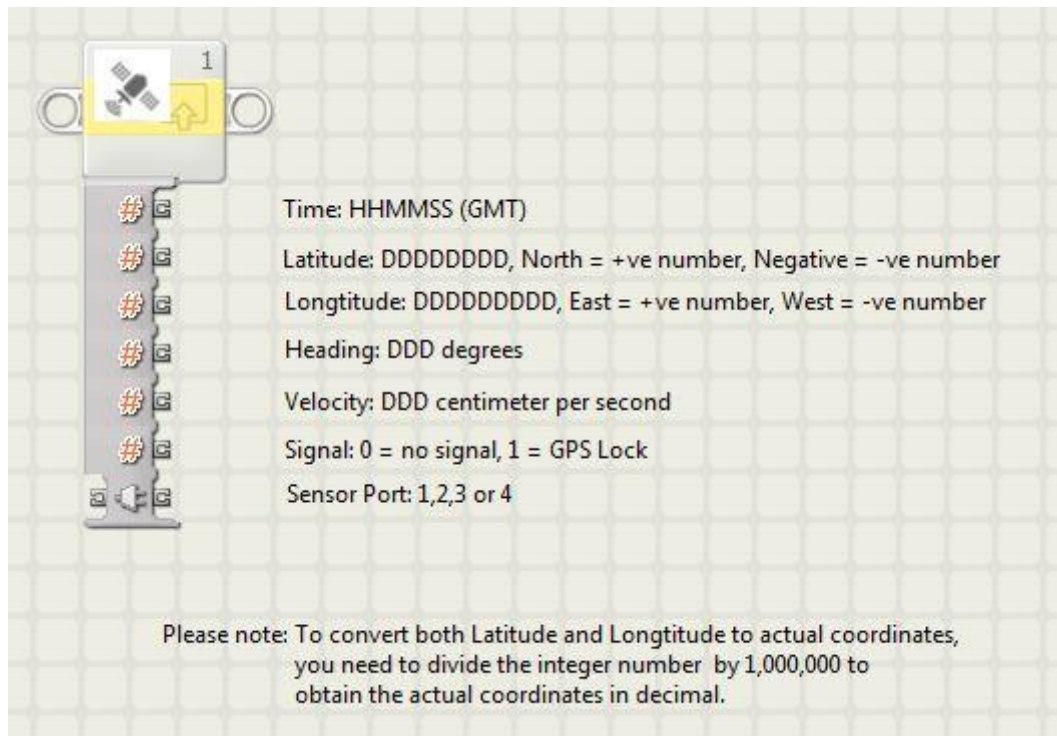 1
Time: HHMMSS (GMT)
Latitude: DDDDDDDD, North = +ve number, Negative = -ve number
Longtitude: DDDDDDDDD, East = +ve number, West = -ve number
Heading: DDD degrees
Velocity: DDD centimeter per second
Signal: 0 = no signal, 1 = GPS Lock
Sensor Port: 1,2,3 or 4
Please note: To convert both Latitude and Longtitude to actual coordinates,
you need to divide the integer number by 1,000,000 to
obtain the actual coordinates in decimal.